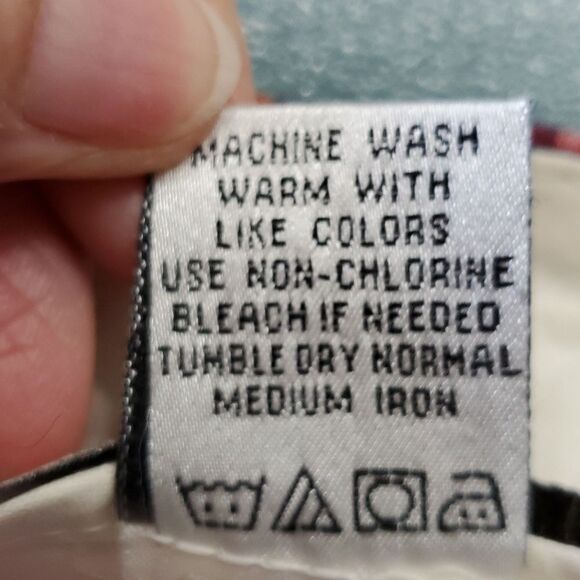 MACHINE WASH
WARM WITH
LIKE COLORS
USE NON-CHLORINE
BLEACH IF NEEDED
TUMBLE DRY NORMAL
MEDIUM IRON